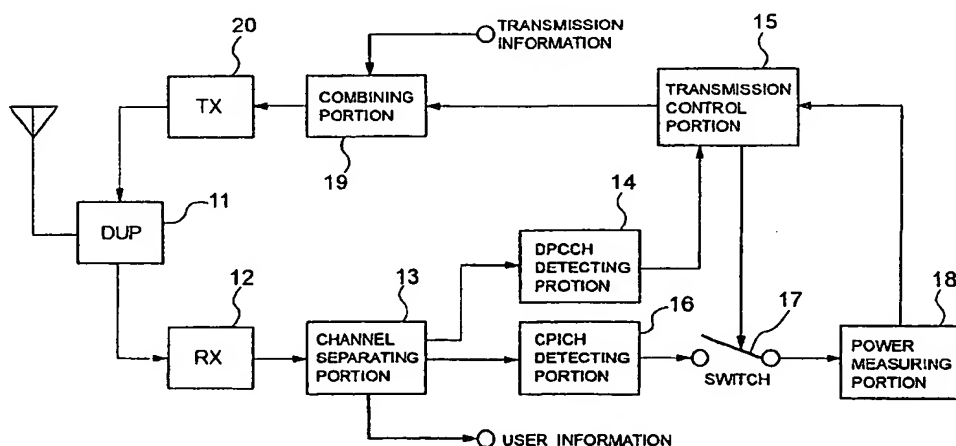 TRANSMISSION
INFORMATION
20
15
TX
COMBINING
PORTION
TRANSMISSION
CONTROL
PORTION
19
11
14
DUP
DPCCH
DETECTING
PROTION
12
13
16
17
18
RX
CHANNEL
SEPARATING
PORTION
CPICH
DETECTING
PORTION
SWITCH
POWER
MEASURING
PORTION
USER INFORMATION